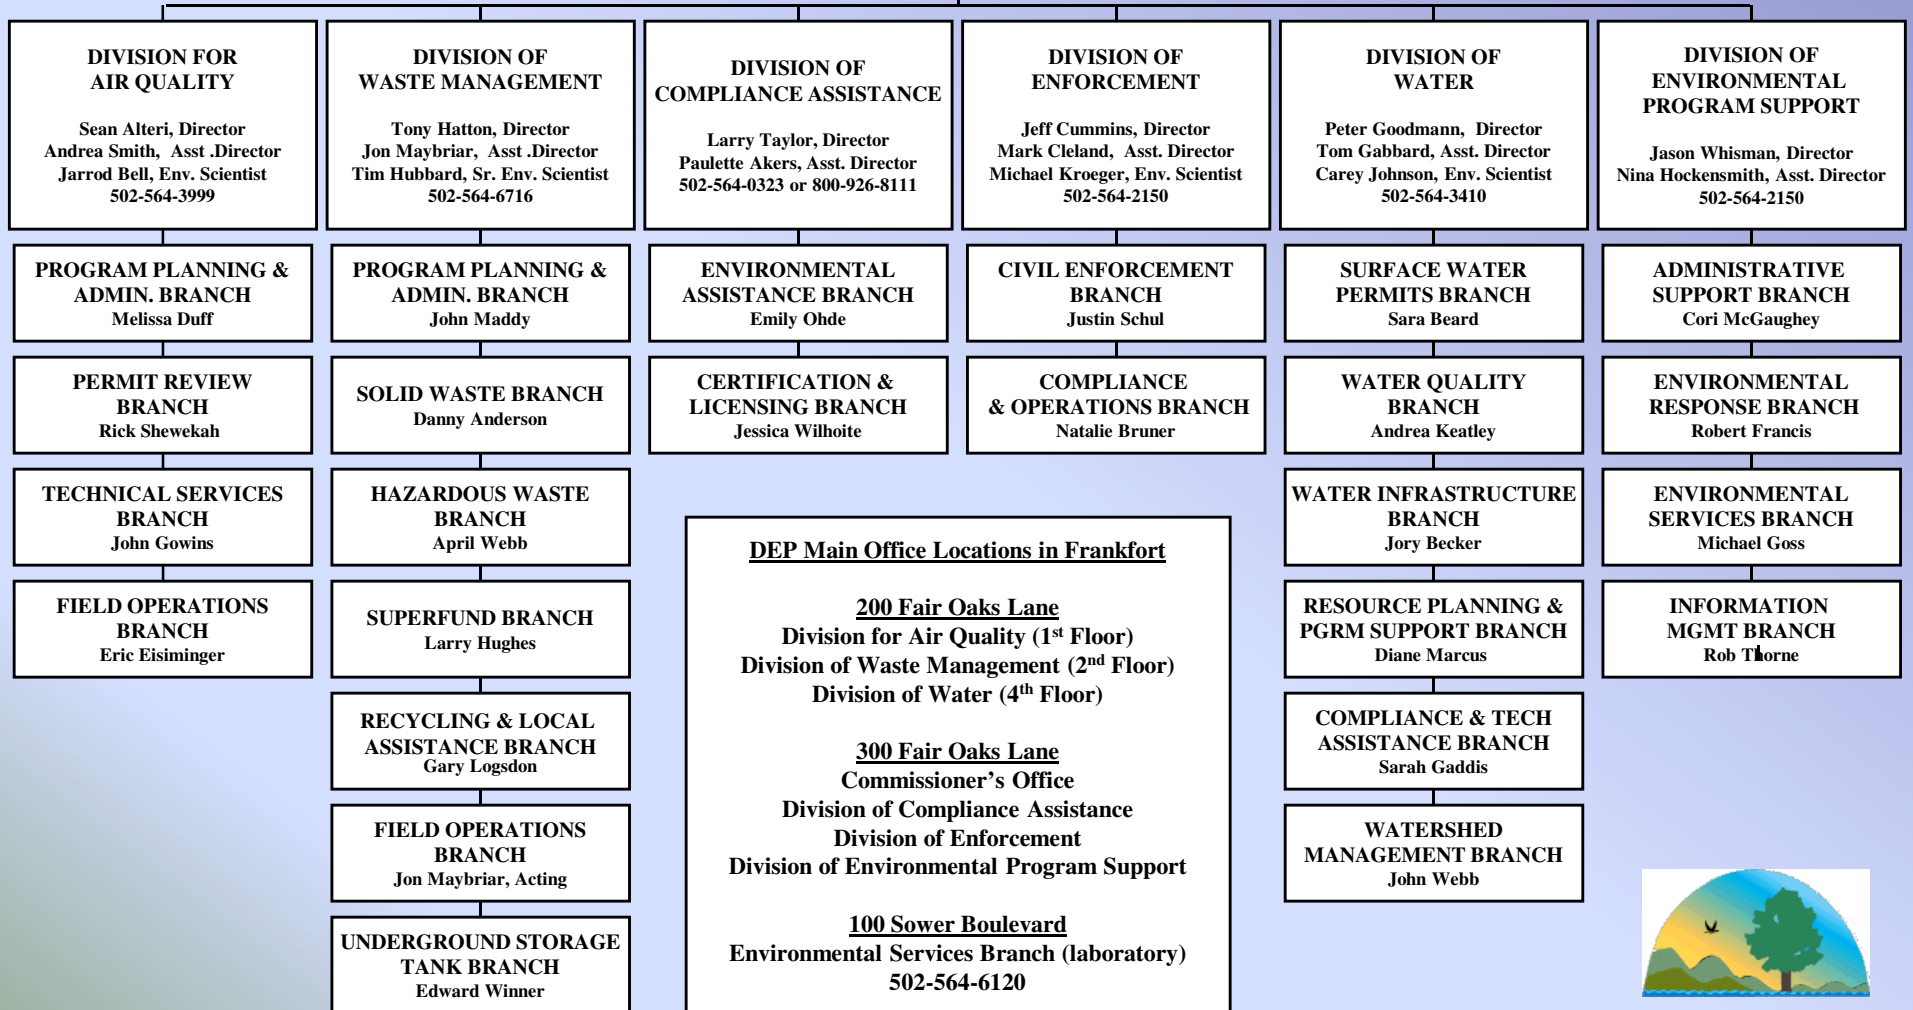 DIVISION FOR
AIR QUALITY
Sean Alteri, Director
Andrea Smith,  Asst .Director
Jarrod Bell, Env. Scientist
502-564-3999
PROGRAM PLANNING &
ADMIN. BRANCH
Melissa Duff
PERMIT REVIEW
BRANCH
Rick Shewekah
TECHNICAL SERVICES
BRANCH
John Gowins
FIELD OPERATIONS
BRANCH
Eric Eisiminger
DIVISION OF
WASTE MANAGEMENT
Tony Hatton, Director
Jon Maybriar,  Asst .Director
Tim Hubbard, Sr. Env. Scientist
502-564-6716
PROGRAM PLANNING &
ADMIN. BRANCH
John Maddy
SOLID WASTE BRANCH
Danny Anderson
HAZARDOUS WASTE
BRANCH
April Webb
SUPERFUND BRANCH
Larry Hughes
RECYCLING & LOCAL
ASSISTANCE BRANCH
Gary Logsdon
FIELD OPERATIONS
BRANCH
Jon Maybriar, Acting
UNDERGROUND STORAGE
TANK BRANCH
Edward Winner
DIVISION OF
COMPLIANCE ASSISTANCE
Larry Taylor, Director
Paulette Akers, Asst. Director
502-564-0323 or 800-926-8111
ENVIRONMENTAL
ASSISTANCE BRANCH
Emily Ohde
CERTIFICATION &
LICENSING BRANCH
Jessica Wilhoite
DIVISION OF
ENFORCEMENT
Jeff Cummins, Director
Mark Cleland,  Asst. Director
Michael Kroeger, Env. Scientist
502-564-2150
CIVIL ENFORCEMENT
BRANCH
Justin Schul
COMPLIANCE
& OPERATIONS BRANCH
Natalie Bruner
DEP Main Office Locations in Frankfort
200 Fair Oaks Lane
Division for Air Quality (1st Floor)
Division of Waste Management (2nd Floor)
Division of Water (4th Floor)
300 Fair Oaks Lane
Commissioner’s Office
Division of Compliance Assistance
Division of Enforcement
Division of Environmental Program Support
100 Sower Boulevard
Environmental Services Branch (laboratory)
502-564-6120
DIVISION OF
WATER
Peter Goodmann,  Director
Tom Gabbard, Asst. Director
Carey Johnson, Env. Scientist
502-564-3410
SURFACE WATER
PERMITS BRANCH
Sara Beard
WATER QUALITY
BRANCH
Andrea Keatley
WATER INFRASTRUCTURE
BRANCH
Jory Becker
RESOURCE PLANNING &
PGRM SUPPORT BRANCH
Diane Marcus
COMPLIANCE & TECH
ASSISTANCE BRANCH
Sarah Gaddis
WATERSHED
MANAGEMENT BRANCH
John Webb
DIVISION OF
ENVIRONMENTAL
PROGRAM SUPPORT
Jason Whisman, Director
Nina Hockensmith, Asst. Director
502-564-2150
ADMINISTRATIVE
SUPPORT BRANCH
Cori McGaughey
ENVIRONMENTAL
RESPONSE BRANCH
Robert Francis
ENVIRONMENTAL
SERVICES BRANCH
Michael Goss
INFORMATION
MGMT BRANCH
Rob Thorne